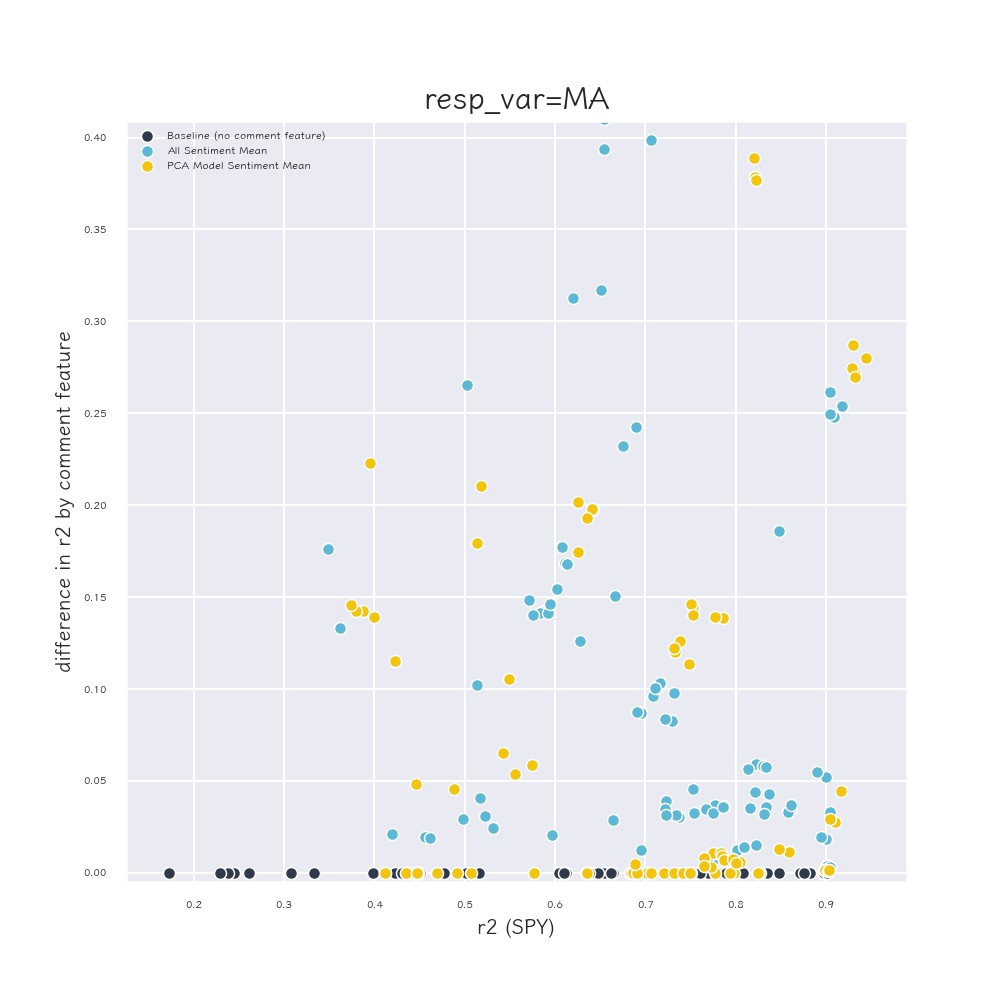 resp_var=MA
Baseline (no comment feature)
All Sentiment Mean
PCA Model Sentiment Mean
0.40
0.35
0.30
0.25
0.20
0.15
0.10
0.05
0.00
difference in r2 by comment feature
0.2 0.3 0.4 0.5 0.6 0.7 0.8 0.9
r2 (SPY)